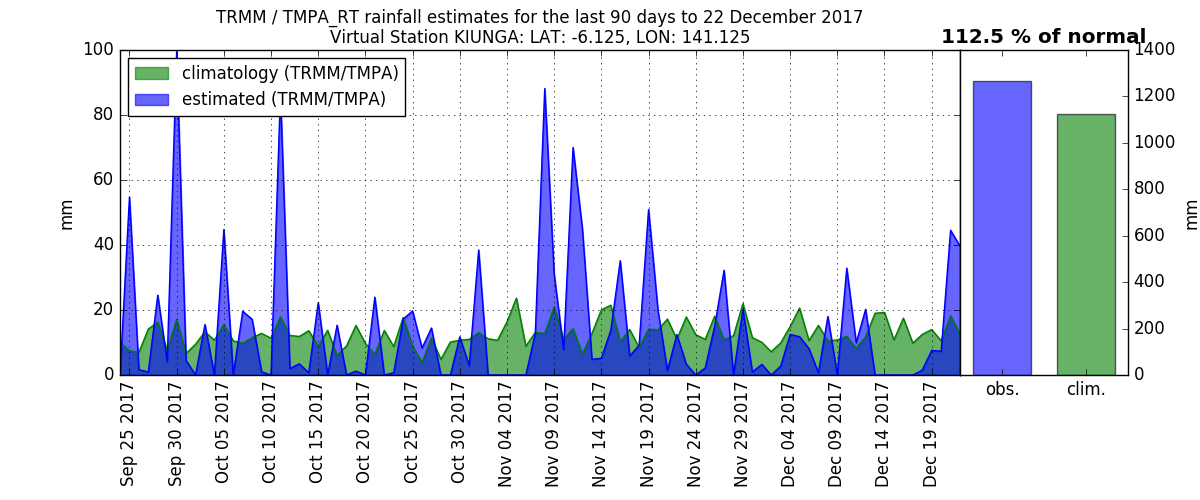 TRMM / TMPA_RT rainfall estimates for the last 90 days to 22 December 2017
Virtual Station KIUNGA: LAT: -6.125, LON: 141.125
112.5 % of normal
climatology (TRMM/TMPA)
estimated (TRMM/TMPA)
100
80
60
40
20
0
mm
1400
1200
1000
800
600
400
200
0
mm
Sep 25 2017
Sep 30 2017
Oct 05 2017
Oct 10 2017
Oct 15 2017
Oct 20 2017
Oct 25 2017
Oct 30 2017
Nov 04 2017
Nov 09 2017
Nov 14 2017
Nov 19 2017
Nov 24 2017
Nov 29 2017
Dec 04 2017
Dec 09 2017
Dec 14 2017
Dec 19 2017
obs.
clim.